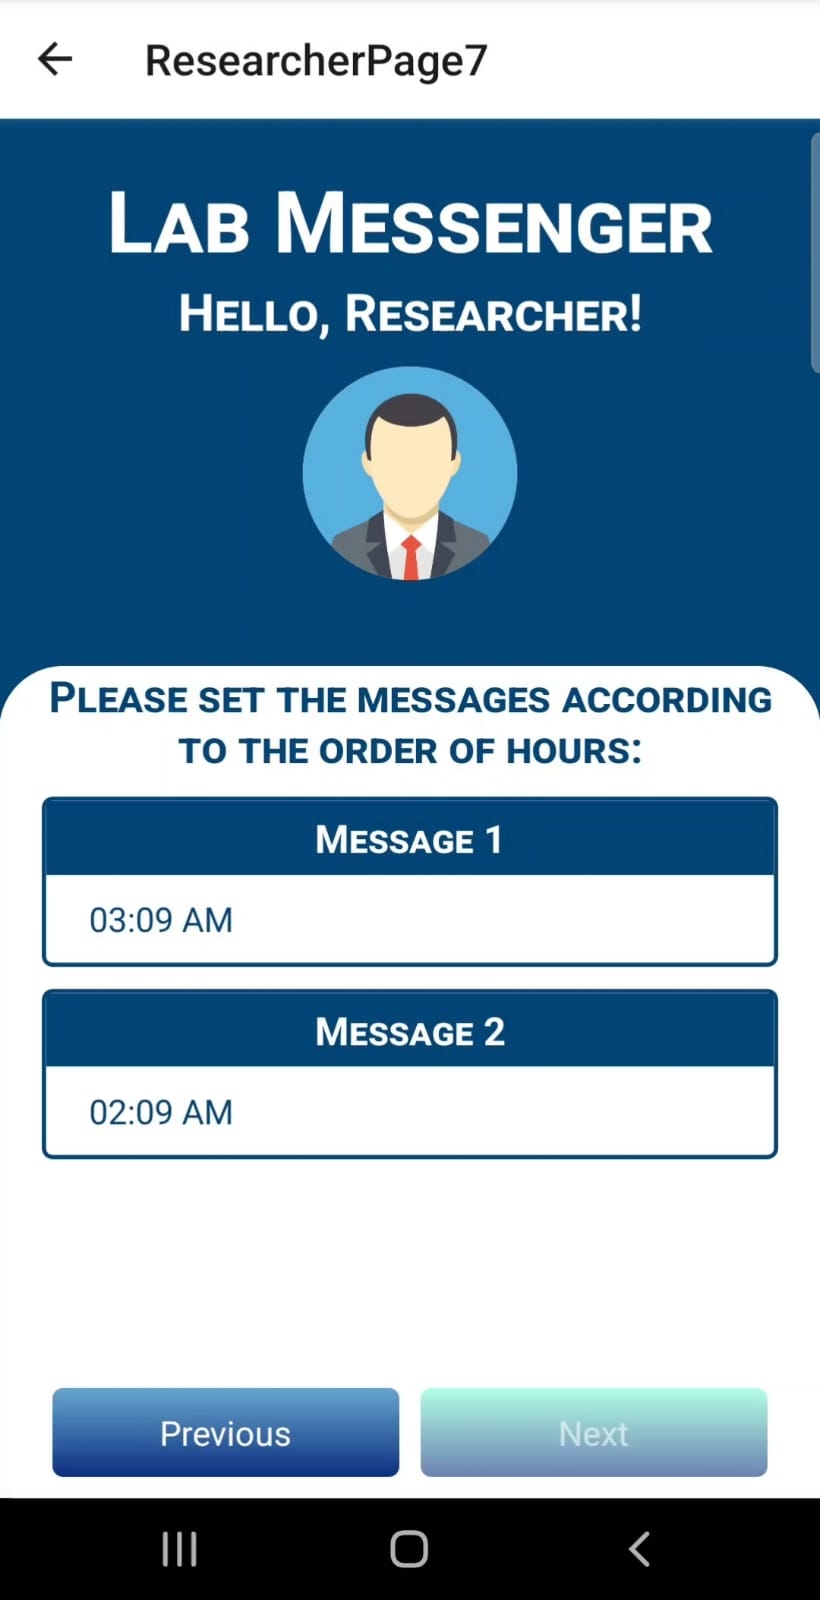 ResearcherPage7
Lab Messenger
Hello, Researcher!
Please set the messages according
to the order of hours:
Message 1
03:09 AM
Message 2
02:09 AM
Previous
Next